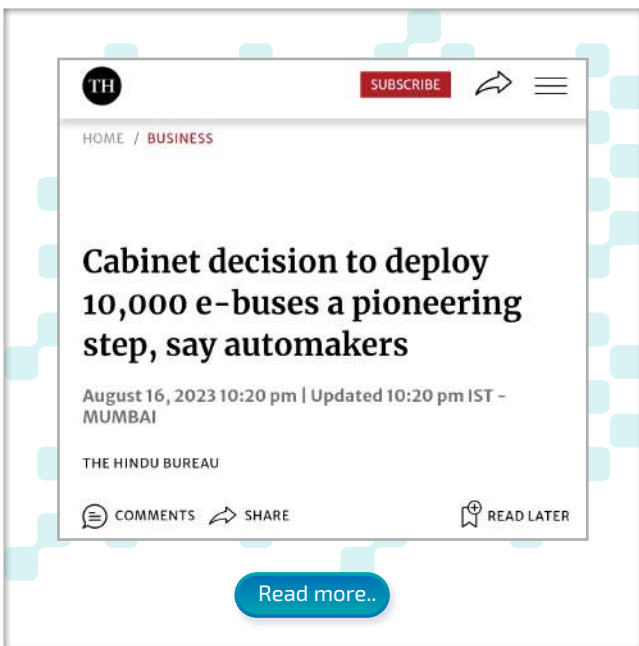 TH
SUBSCRIBE
HOME / BUSINESS
Cabinet decision to deploy
10,000 e-buses a pioneering
step, say automakers
August 16, 2023 10:20 pm | Updated 10:20 pm IST -
MUMBAI
THE HINDU BUREAU
COMMENTS SHARE READ LATER
Read more..